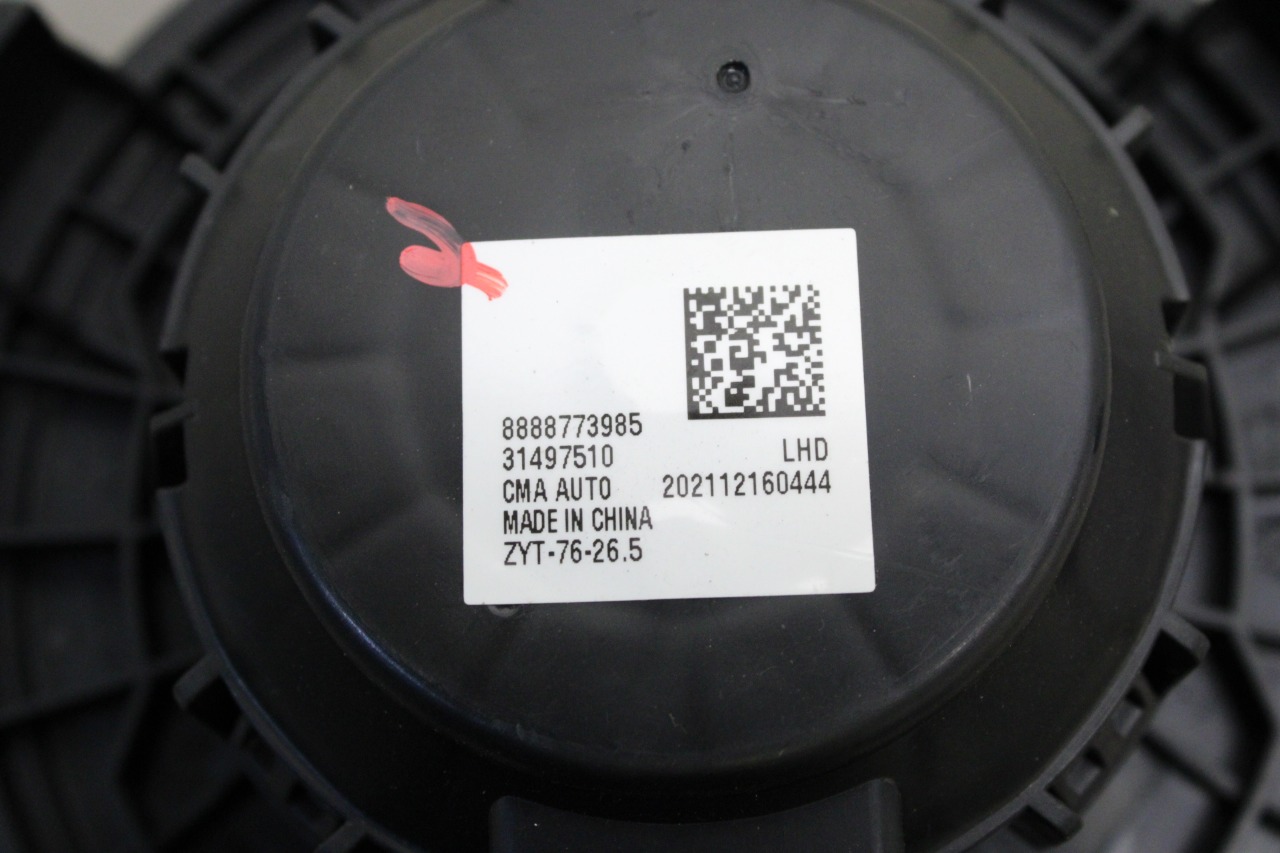 8888773985
31497510
LHD
CMA AUTO
202112160444
MADE IN CHINA
ZYT-76-26.5